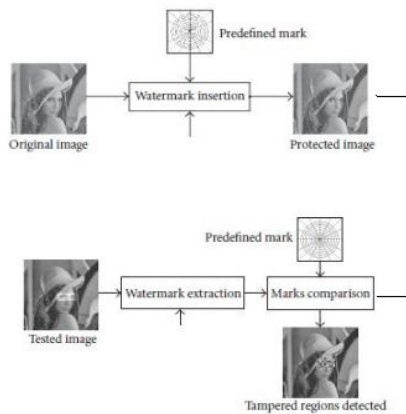 Predefined mark
Watermark insertion
Original image
Protected image
Predefined mark
Watermark extraction
Marks comparison
Tested image
Tampered regions detected